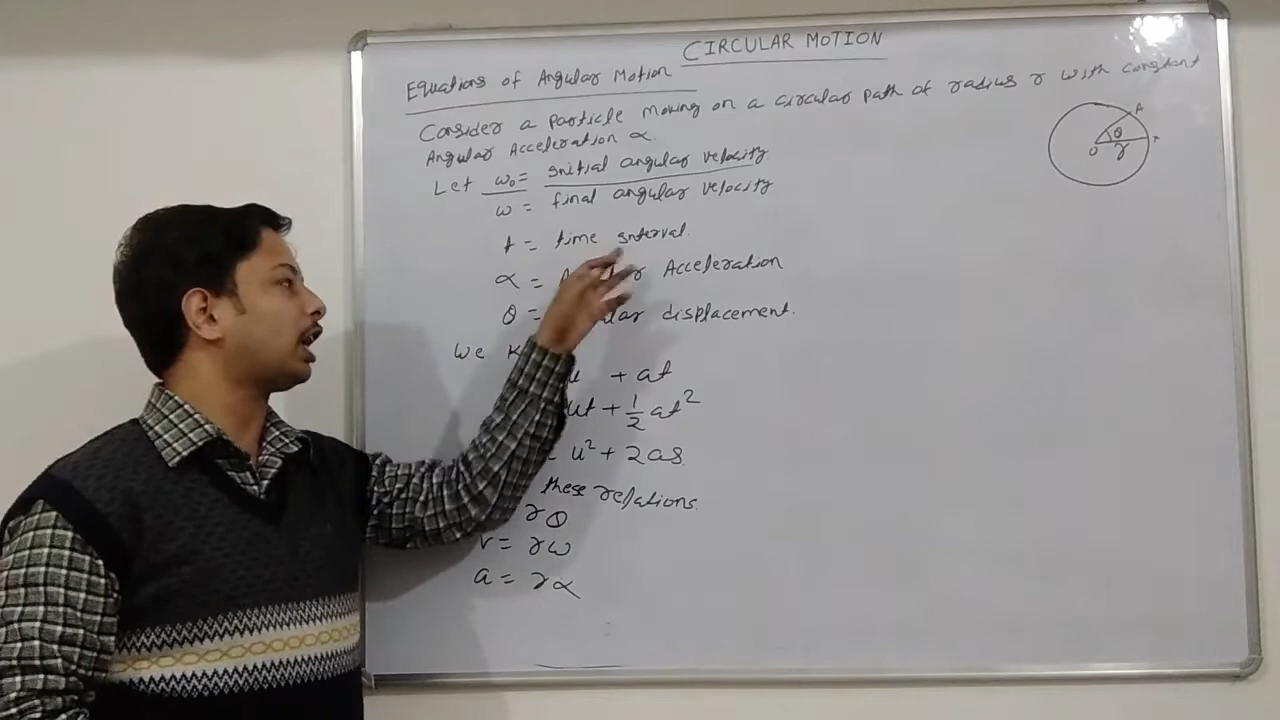 CIRCULAR MOTION
Equations of Angular Motion
Consider a particle moving on a circular path of radius r with constant
Angular Acceleration α.
Let ω₀ = initial angular velocity
ω = final angular velocity
t = time interval.
α = Acceleration
θ = displacement.
We
+ at
ut + 1/2 at²
= u² + 2as
these relations.
rθ
v = rω
a = rα
A
θ
O r